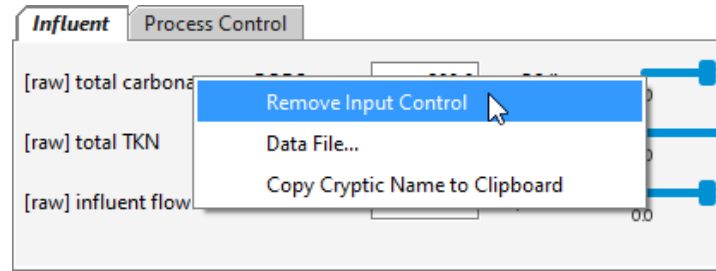 Influent Process Control
[raw] total carbona
Remove Input Control
[raw] total TKN
Data File...
Copy Cryptic Name to Clipboard
[raw] influent flow
0.0